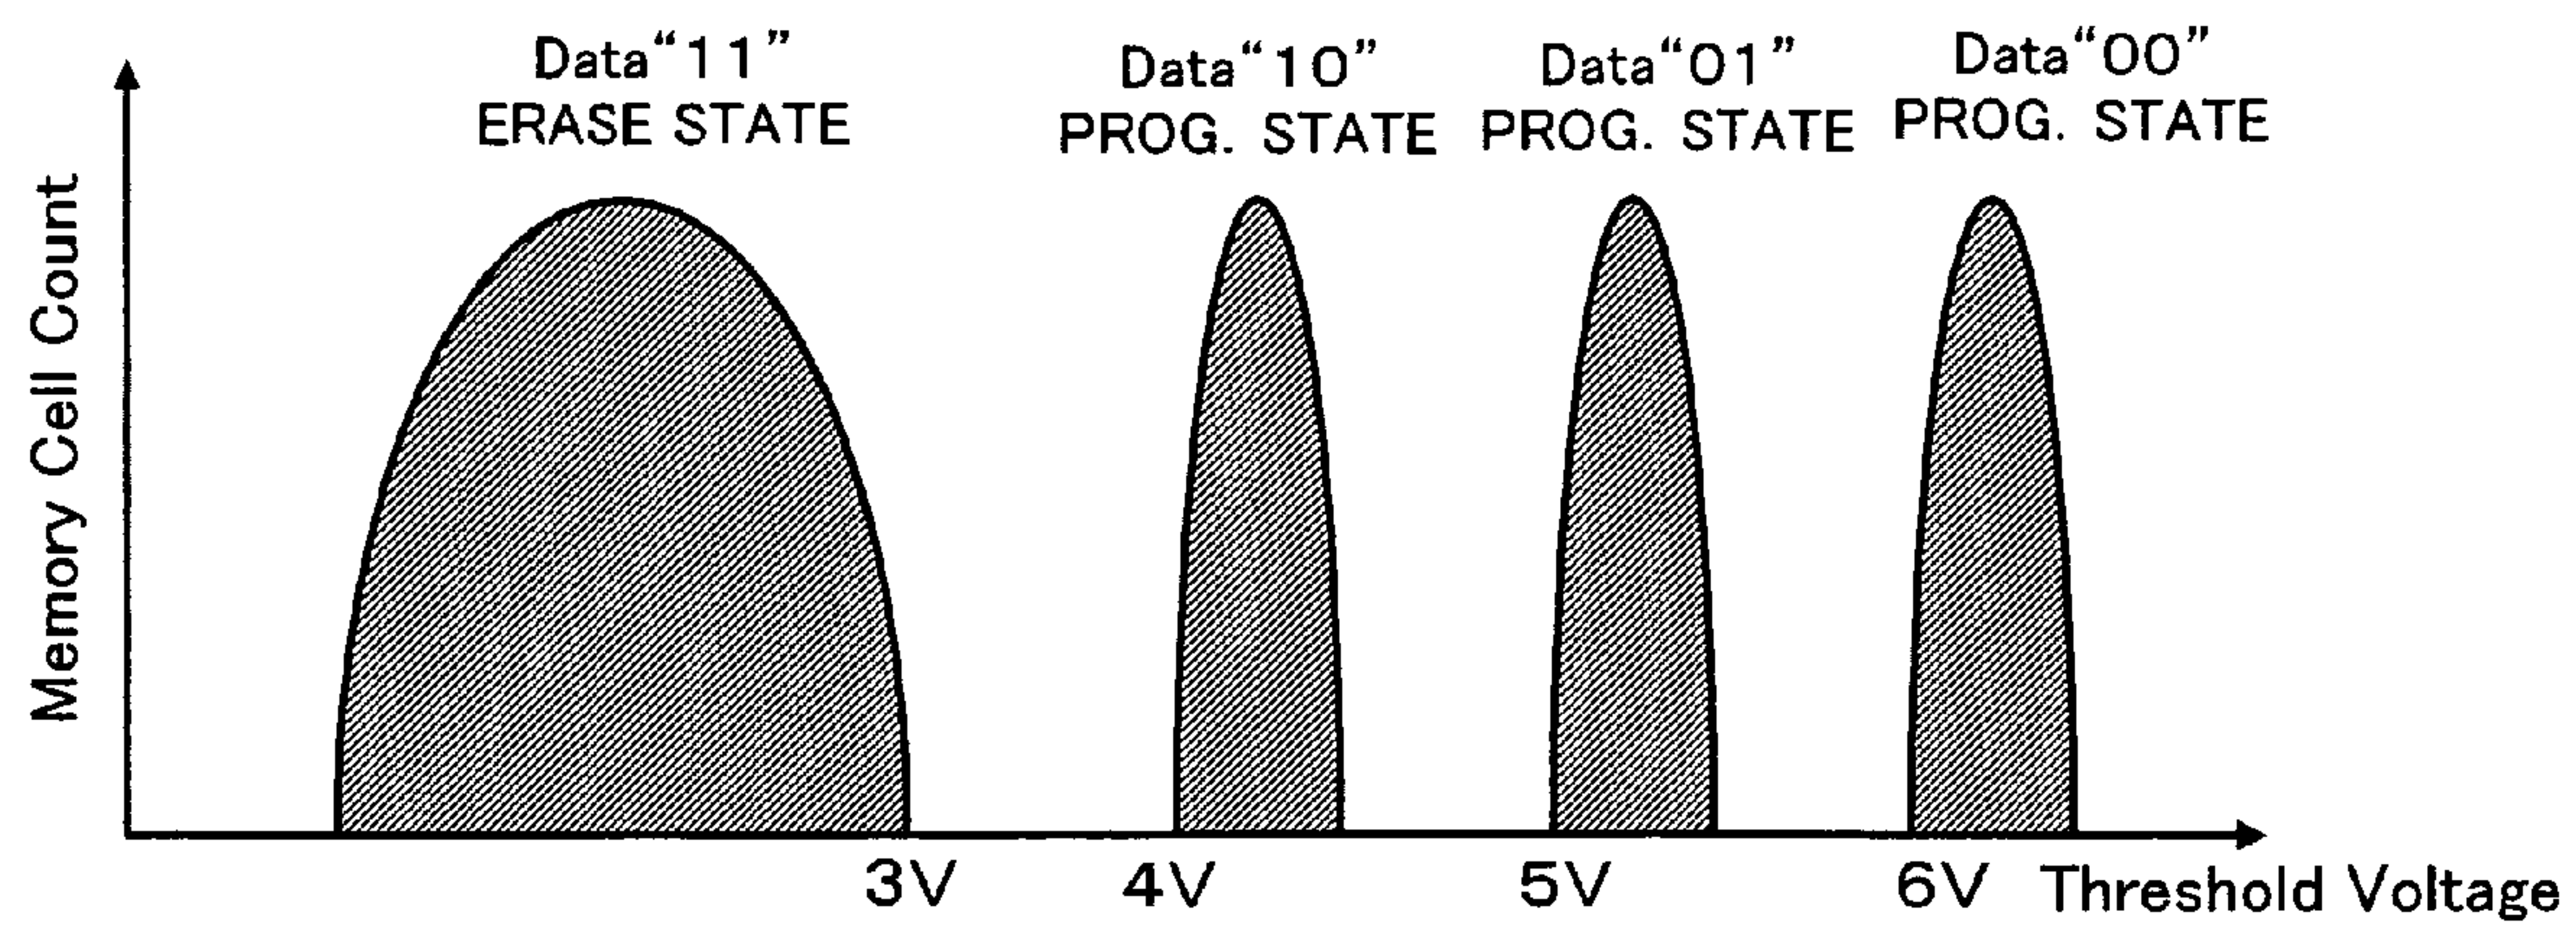 Data“11”
ERASE STATE
Data“10”
PROG. STATE
Data“01”
PROG. STATE
Data“00”
PROG. STATE
Memory Cell Count
3V
4V
5V
6V
Threshold Voltage